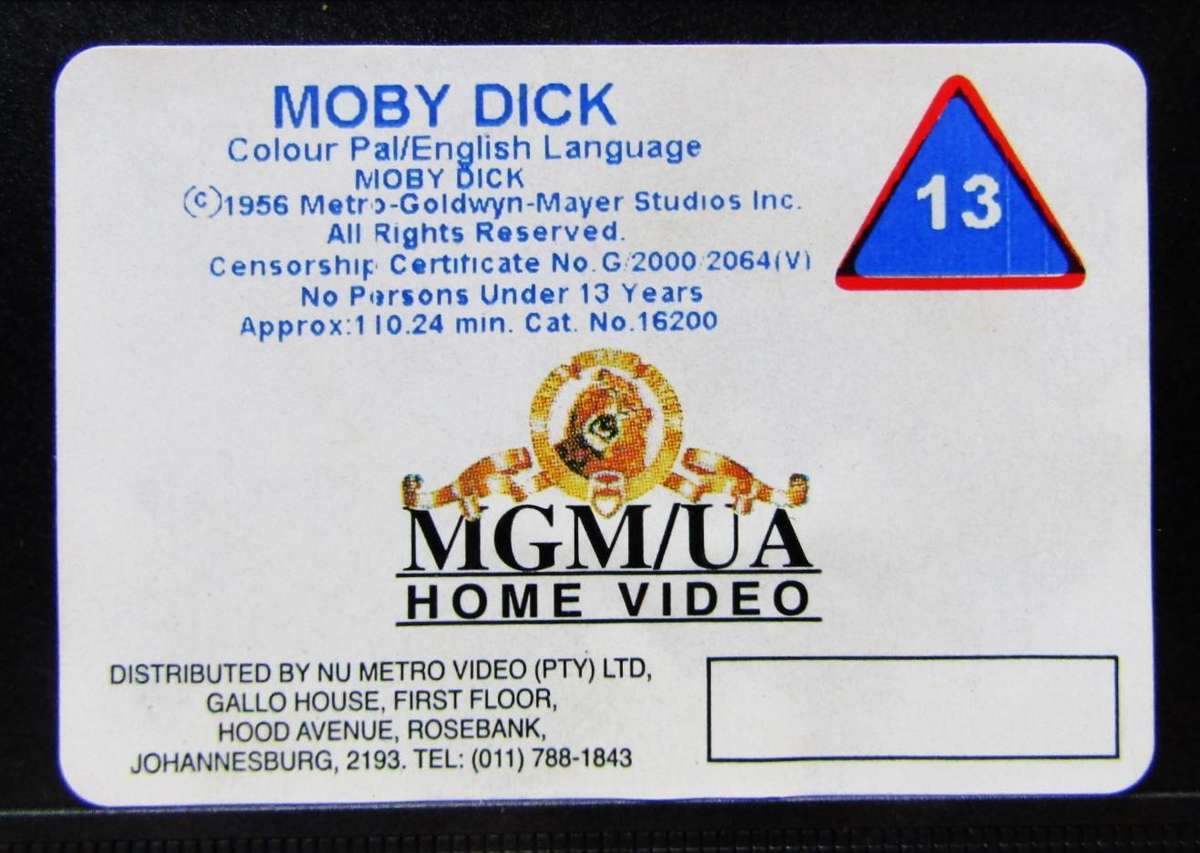 MOBY DICK
Colour Pal/English Language
MOBY DICK
©1956 Metro-Goldwyn-Mayer Studios Inc.
All Rights Reserved.
Censorship Certificate No.G/2000/2064(V)
No Persons Under 13 Years
Approx:110.24 min. Cat. No.16200
13
MGM/UA
HOME VIDEO
DISTRIBUTED BY NU METRO VIDEO (PTY) LTD,
GALLO HOUSE, FIRST FLOOR,
HOOD AVENUE, ROSEBANK,
JOHANNESBURG, 2193. TEL: (011) 788-1843